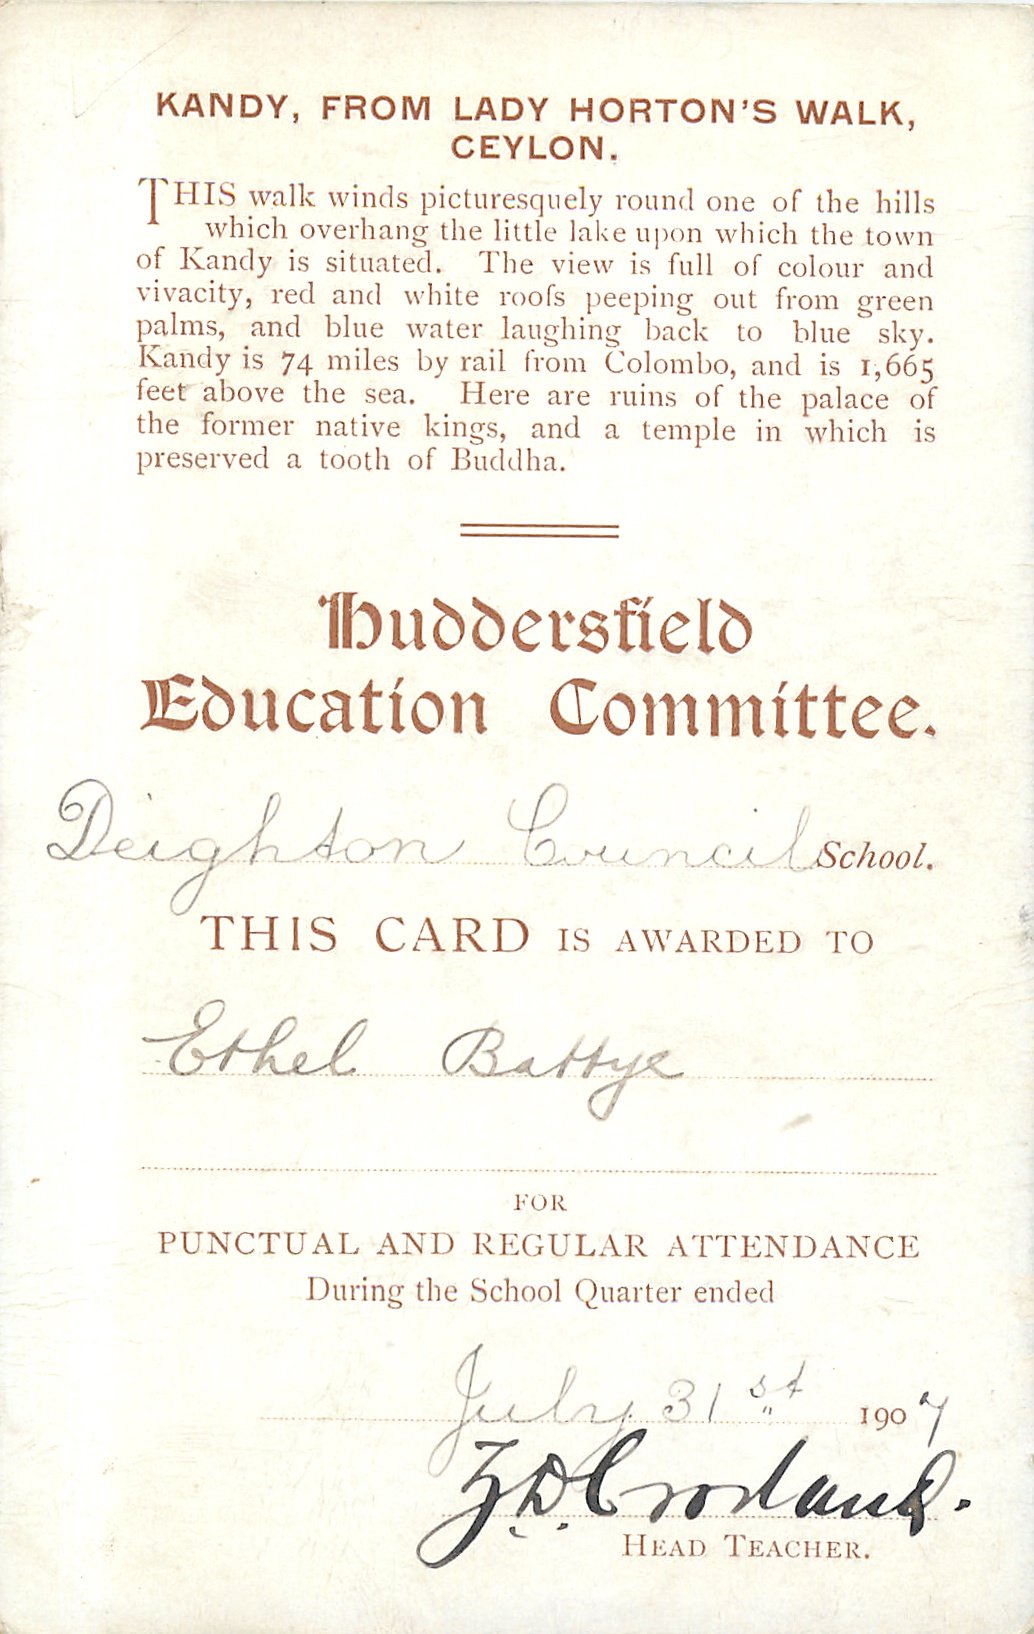 KANDY, FROM LADY HORTON'S WALK,
CEYLON.
THIS walk winds picturesquely round one of the hills
which overhang the little lake upon which the town
of Kandy is situated. The view is full of colour and
vivacity, red and white roofs peeping out from green
palms, and blue water laughing back to blue sky.
Kandy is 74 miles by rail from Colombo, and is 1,665
feet above the sea. Here are ruins of the palace of
the former native kings, and a temple in which is
preserved a tooth of Buddha.
Huddersfield
Education Committee.
Deighton Council School.
THIS CARD IS AWARDED TO
Ethel Battye
FOR
PUNCTUAL AND REGULAR ATTENDANCE
During the School Quarter ended
July 31st 1907
HEAD TEACHER.